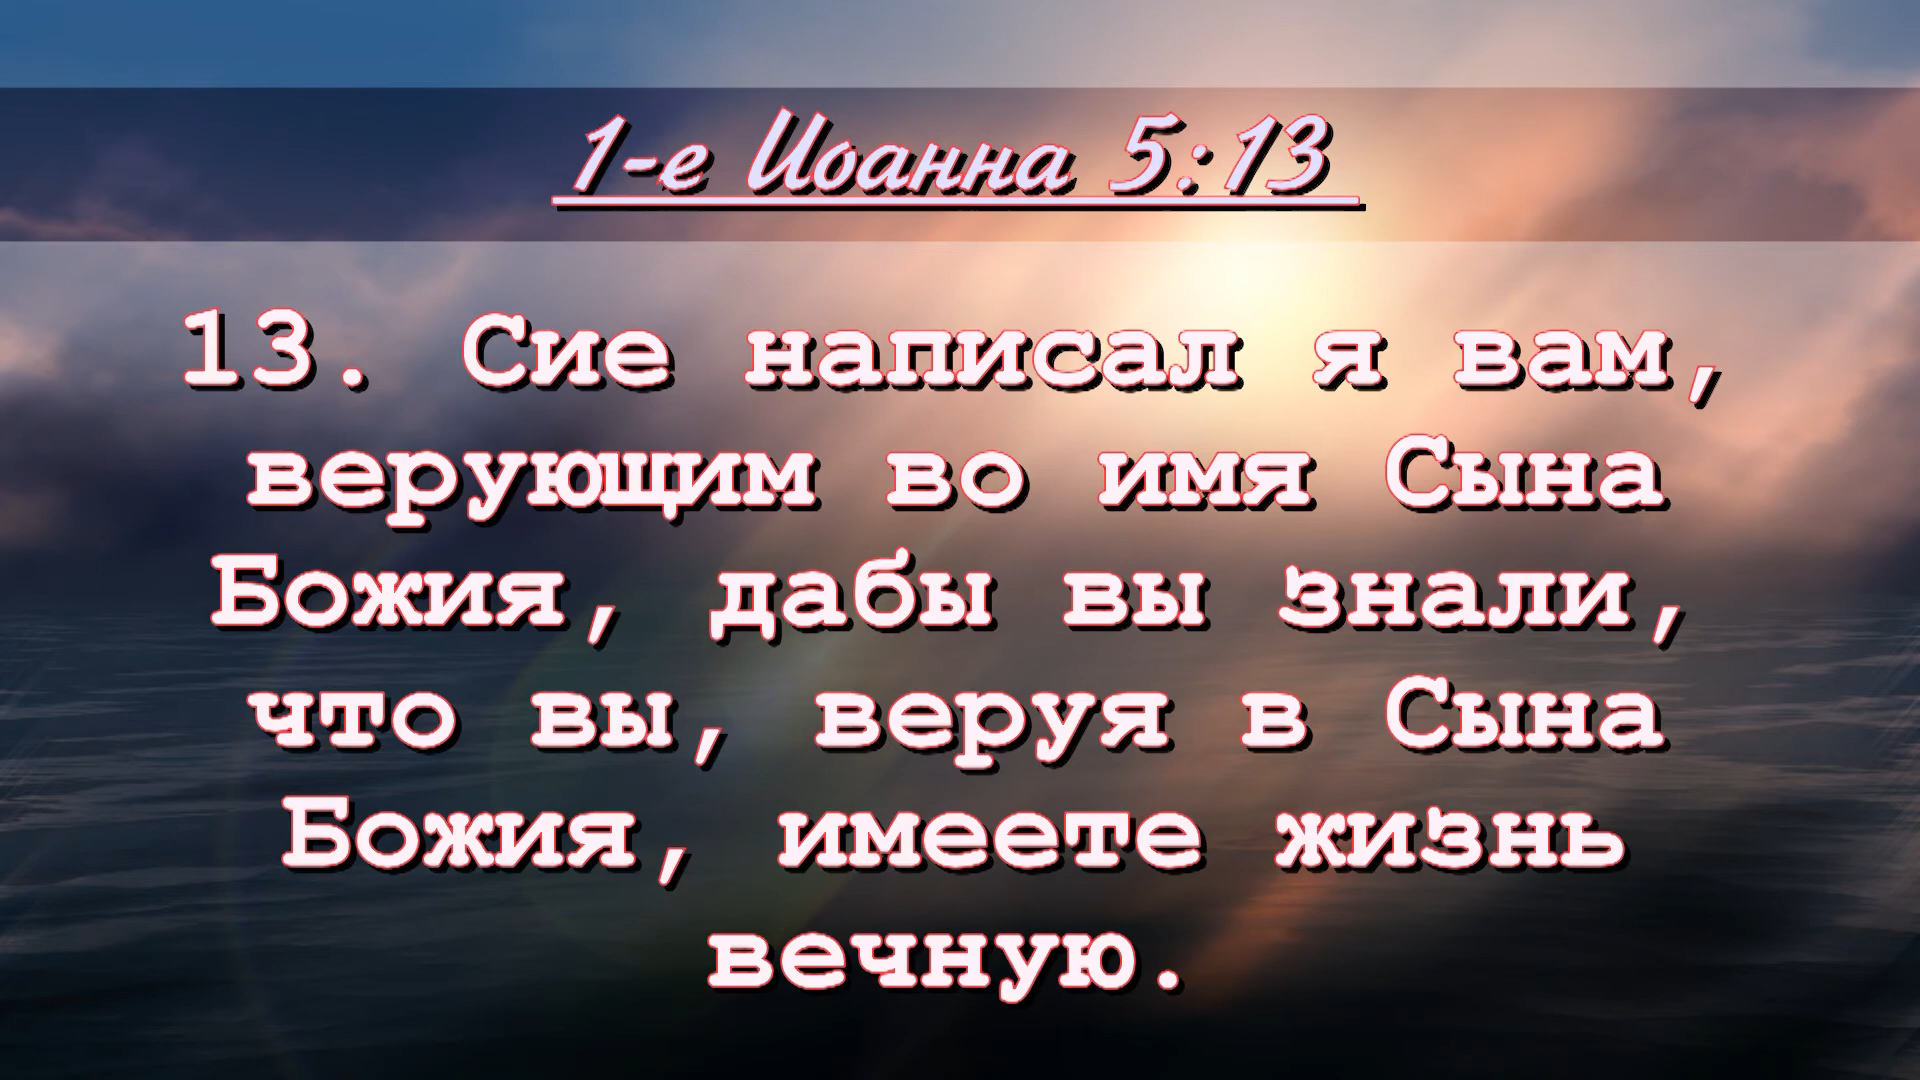 1-е Иоанна 5:13
13. Сие написал я вам,
верующим во имя Сына
Божия, дабы вы знали,
что вы, веруя в Сына
Божия, имеете жизнь
вечную.